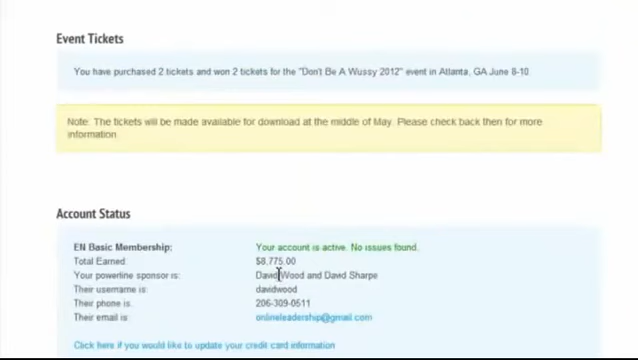 Event Tickets
You have purchased 2 tickets and won 2 tickets for the "Don't Be A Wussy 2012" event in Atlanta, GA June 8-10
Note: The tickets will be made available for download at the middle of May. Please check back then for more
information
Account Status
EN Basic Membership: Your account is active. No issues found.
Total Earned: $8,775.00
Your powerline sponsor is: David Wood and David Sharpe
Their username is: davidwood
Their phone is: 206-309-0511
Their email is: onlineleadership@gmail.com
Click here if you would like to update your credit card information